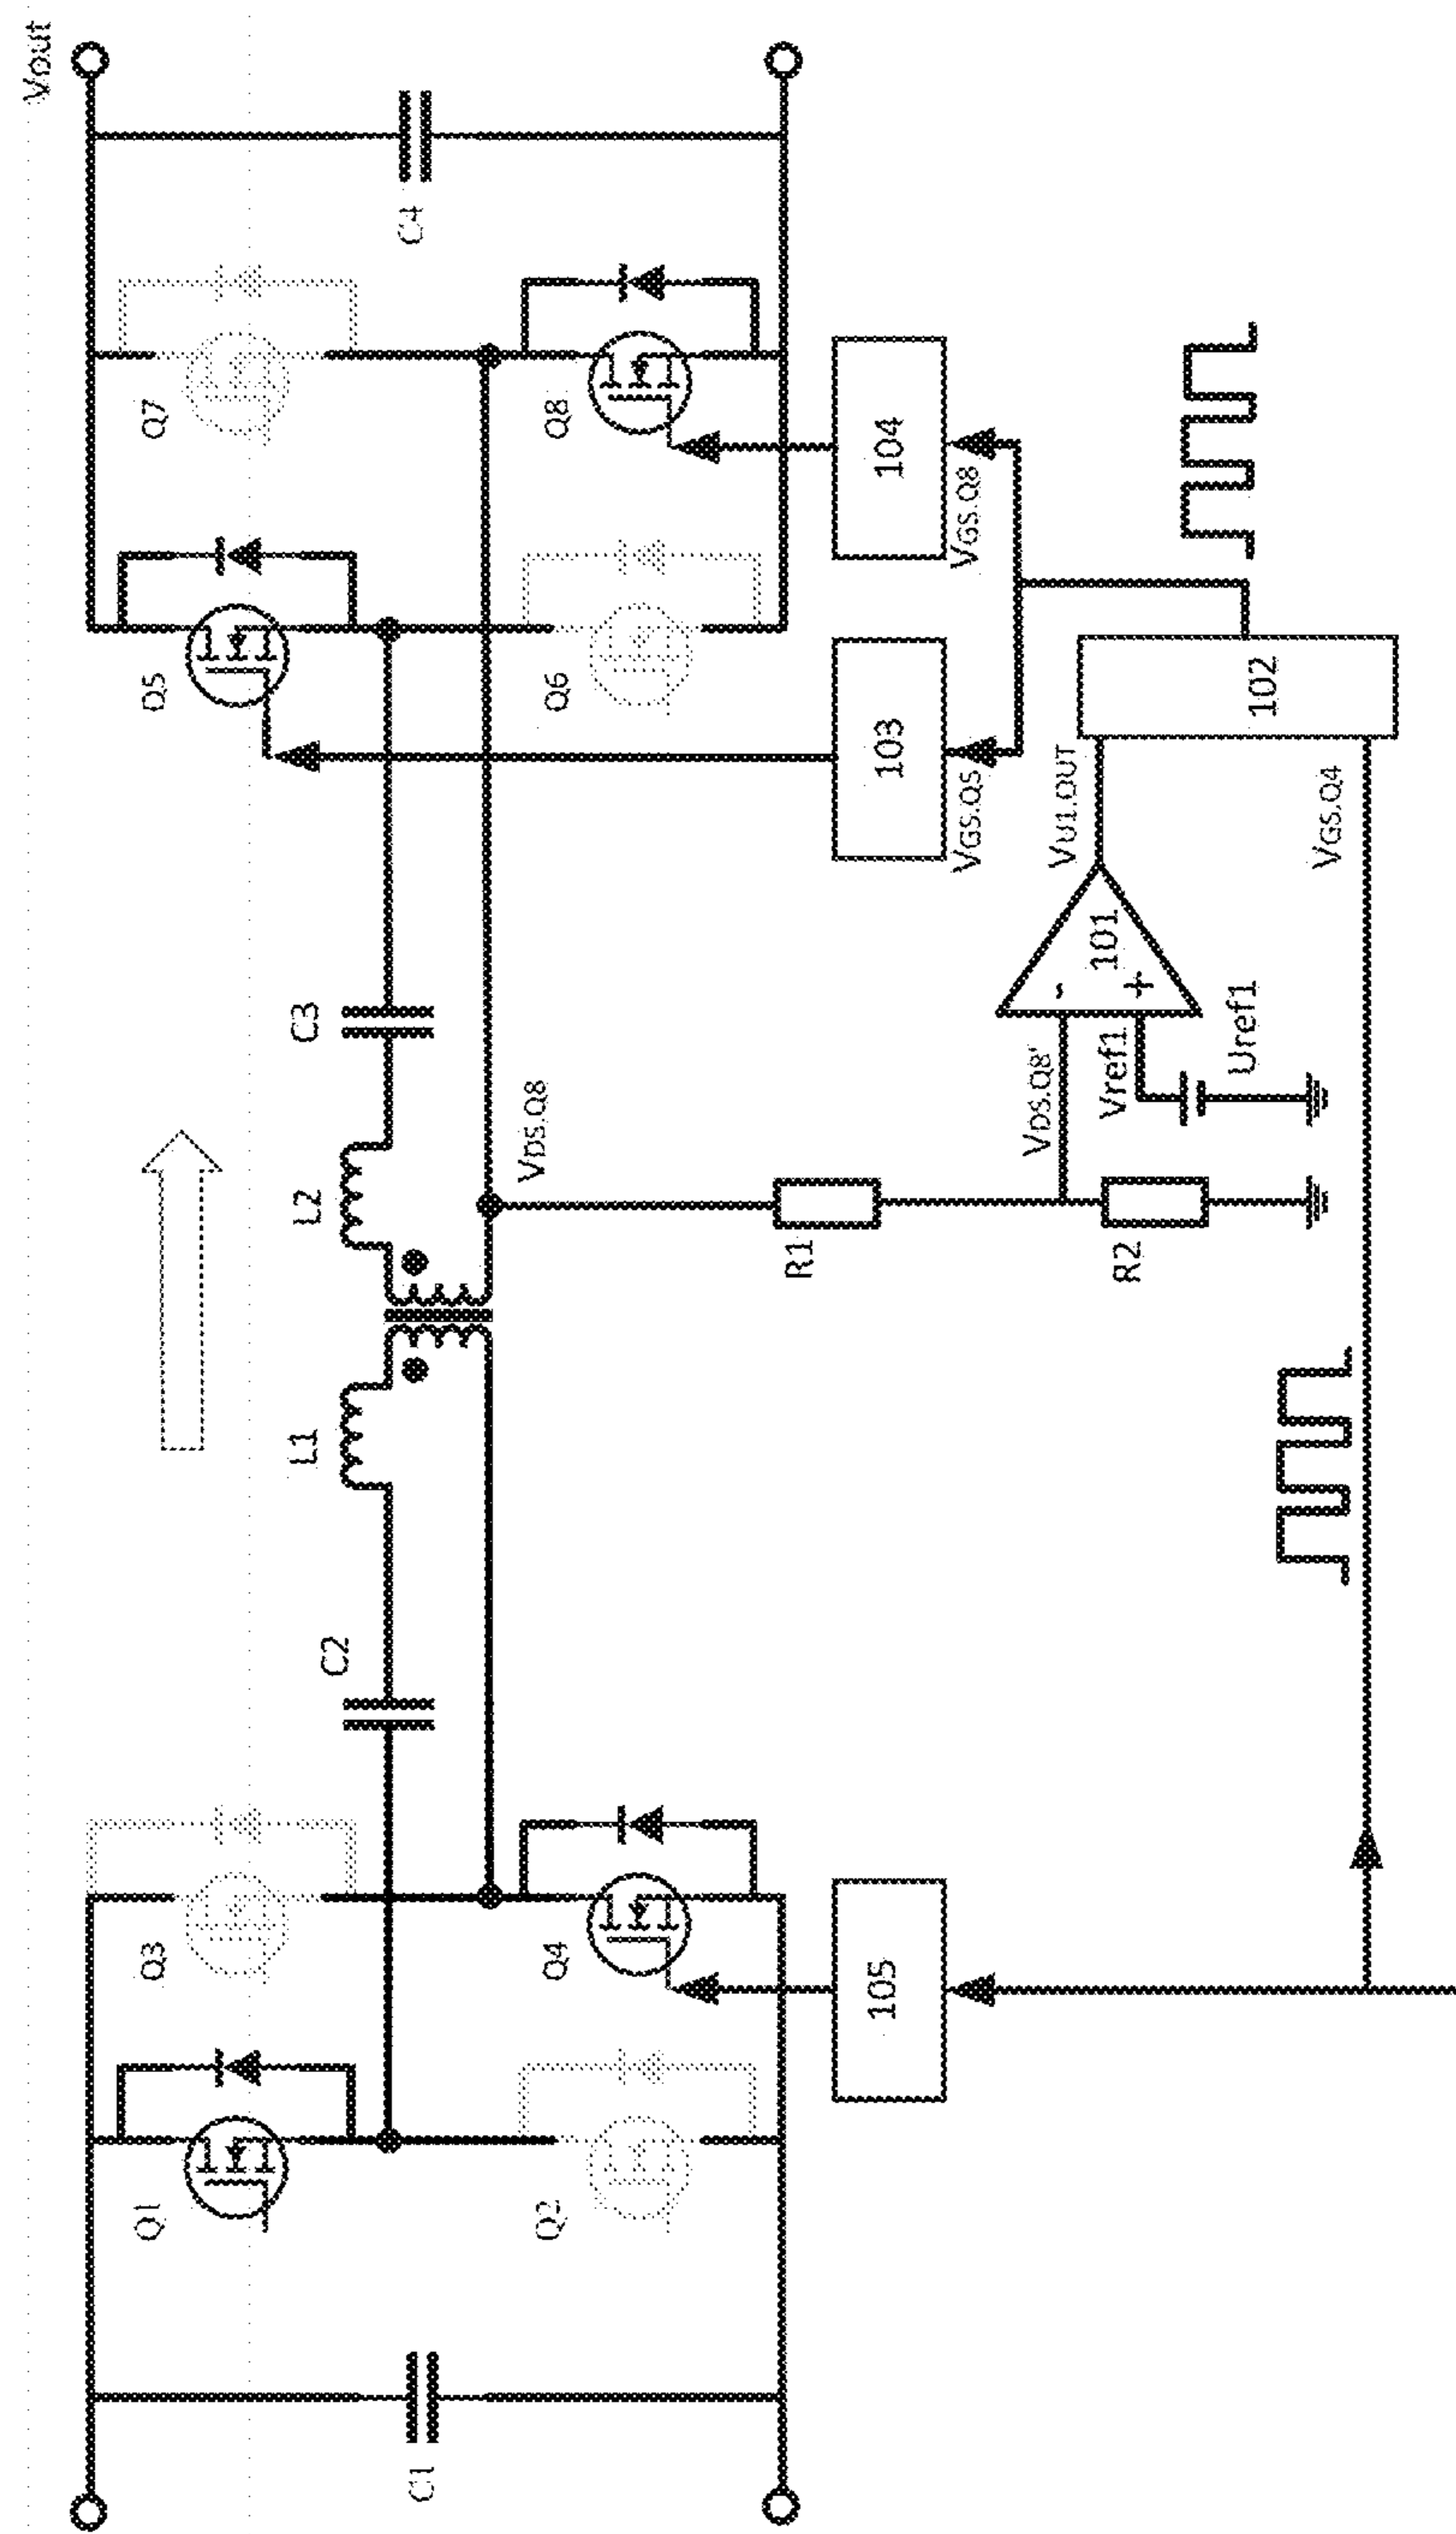 Vout
Q1
Q3
Q5
Q7
C1
C2
L1
L2
C3
C4
Q2
Q4
Q6
Q8
VDS.Q8
R1
105
103
104
VGS.Q5
VGS.Q8
VDS.Q8'
Vref1
-
+
101
VU1.OUT
R2
Uref1
102
VGS.Q4